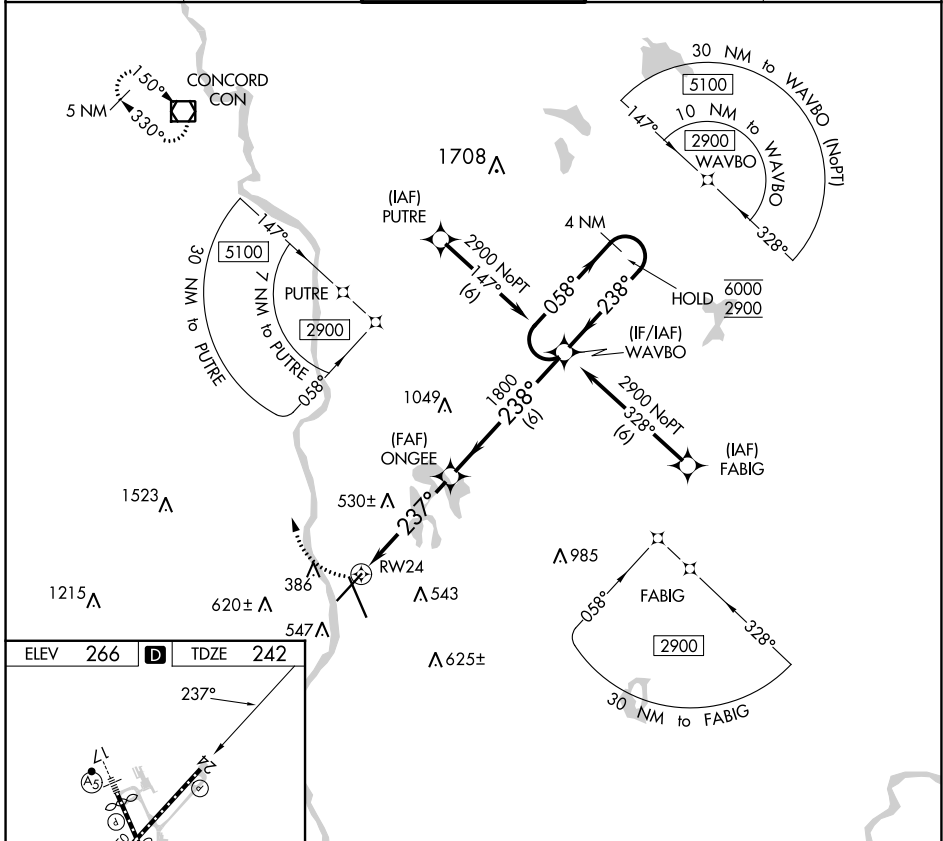 150°
CONCORD
CON
5 NM
330°
30 NM to WAVBO (NoPT)
5100
10 NM to WAVBO
2900
147°
WAVBO
328°
1708
(IAF)
PUTRE
4 NM
2900 NoPT
147°
(6)
058°
238°
HOLD
6000
2900
147°
5100
30 NM to PUTRE
7 NM to PUTRE
PUTRE
2900
058°
(IF/IAF)
WAVBO
1049
1800
238°
(6)
2900 NoPT
328°
(6)
(FAF)
ONGEE
(IAF)
FABIG
1523
530±
237°
RW24
386
985
543
1215
620±
547
625±
058°
FABIG
328°
2900
30 NM to FABIG
ELEV 266 D TDZE 242
237°
17
24
A5
P
P